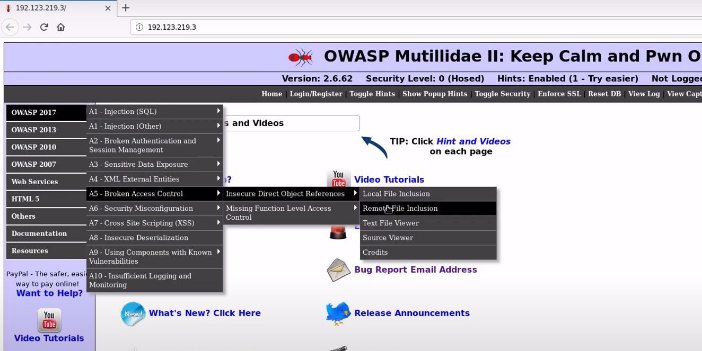 192.123.219.3/
192.123.219.3
OWASP Mutillidae II: Keep Calm and Pwn O
Version: 2.6.62 Security Level: 0 (Hosed) Hints: Enabled (1 - Try easier) Not Logge
Home | Login/Register | Toggle Hints | Show Popup Hints | Toggle Security | Enforce SSL | Reset DB | View Log | View Capt
OWASP 2017
OWASP 2013
OWASP 2010
OWASP 2007
Web Services
HTML 5
Others
Documentation
Resources
A1 - Injection (SQL)
A1 - Injection (Other)
A2 - Broken Authentication and
Session Management
A3 - Sensitive Data Exposure
A4 - XML External Entities
A5 - Broken Access Control
A6 - Security Misconfiguration
A7 - Cross Site Scripting (XSS)
A8 - Insecure Deserialization
A9 - Using Components with Known
Vulnerabilities
A10 - Insufficient Logging and
Monitoring
Insecure Direct Object References
Missing Function Level Access
Control
Local File Inclusion
Remote File Inclusion
Text File Viewer
Source Viewer
Credits
s and Videos
TIP: Click Hint and Videos
on each page
Video Tutorials
Bug Report Email Address
What's New? Click Here
Release Announcements
PayPal - The safer, easi
way to pay online!
Want to Help?
You
Tube
Video Tutorials